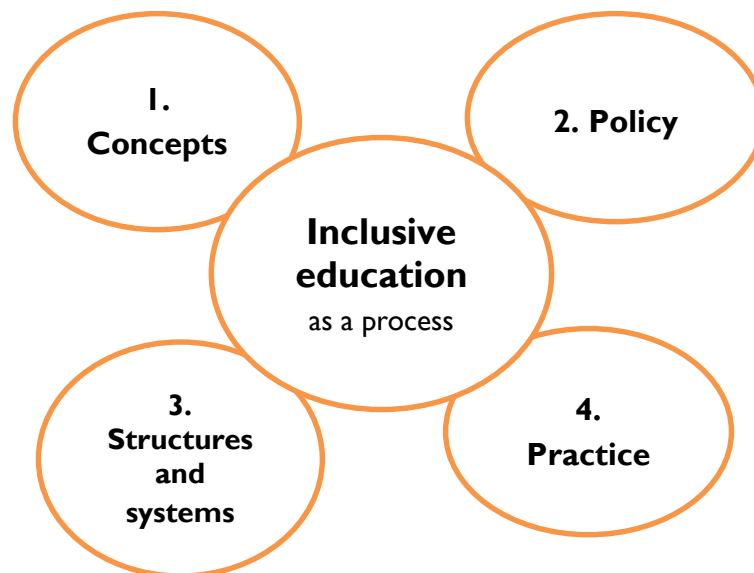 1.
Concepts
2. Policy
Inclusive
education
as a process
3.
Structures
and
systems
4.
Practice